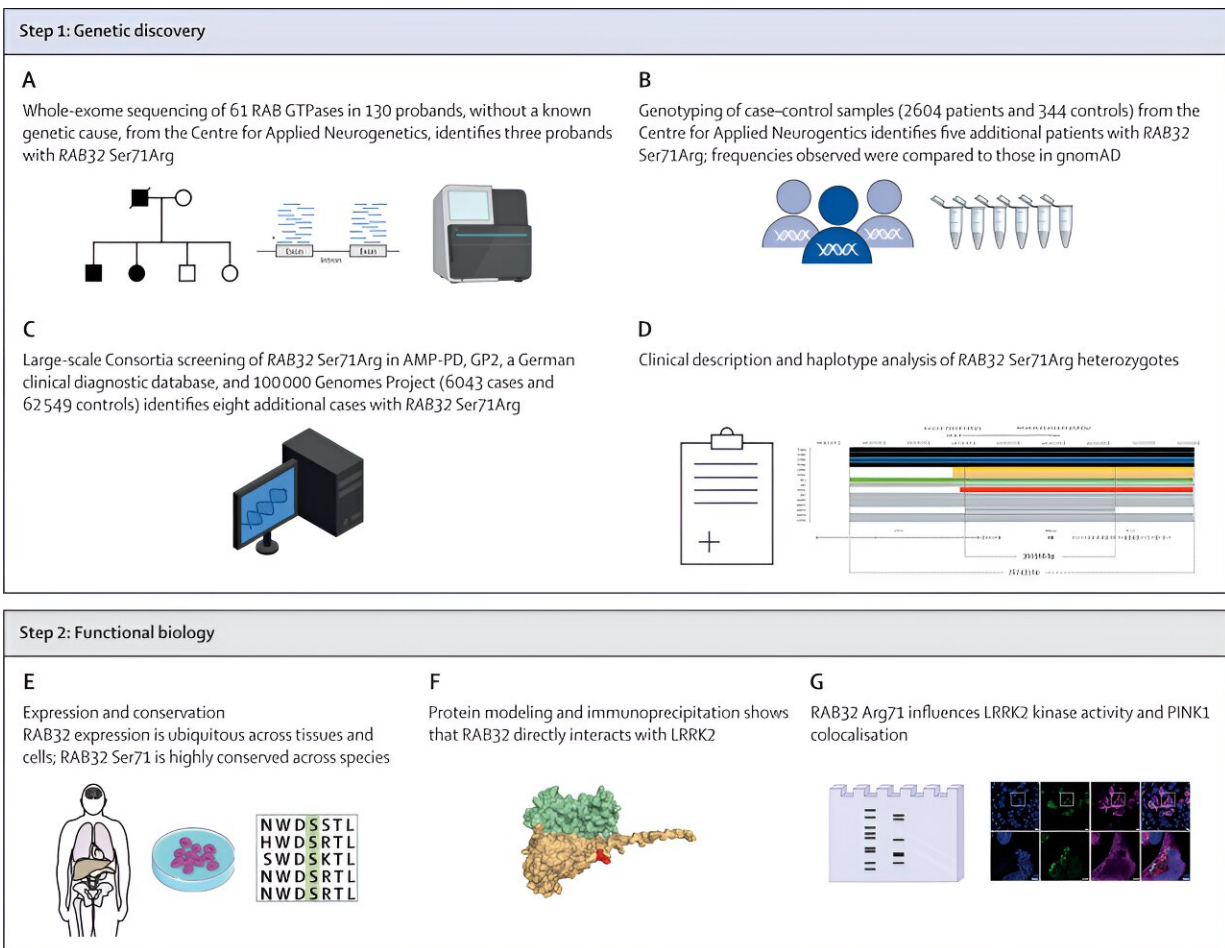 Step 1: Genetic discovery
A
Whole-exome sequencing of 61 RAB GTPases in 130 probands, without a known
genetic cause, from the Centre for Applied Neurogenetics, identifies three probands
with RAB32 Ser71Arg
Exon
Intron
Exon
B
Genotyping of case–control samples (2604 patients and 344 controls) from the
Centre for Applied Neurogentics identifies five additional patients with RAB32
Ser71Arg; frequencies observed were compared to those in gnomAD
C
Large-scale Consortia screening of RAB32 Ser71Arg in AMP-PD, GP2, a German
clinical diagnostic database, and 100 000 Genomes Project (6043 cases and
62 549 controls) identifies eight additional cases with RAB32 Ser71Arg
D
Clinical description and haplotype analysis of RAB32 Ser71Arg heterozygotes
Step 2: Functional biology
E
Expression and conservation
RAB32 expression is ubiquitous across tissues and
cells; RAB32 Ser71 is highly conserved across species
NWDSSTL
HWDSRTL
SWDSKTL
NWDSRTL
NWDSRTL
F
Protein modeling and immunoprecipitation shows
that RAB32 directly interacts with LRRK2
G
RAB32 Arg71 influences LRRK2 kinase activity and PINK1
colocalisation